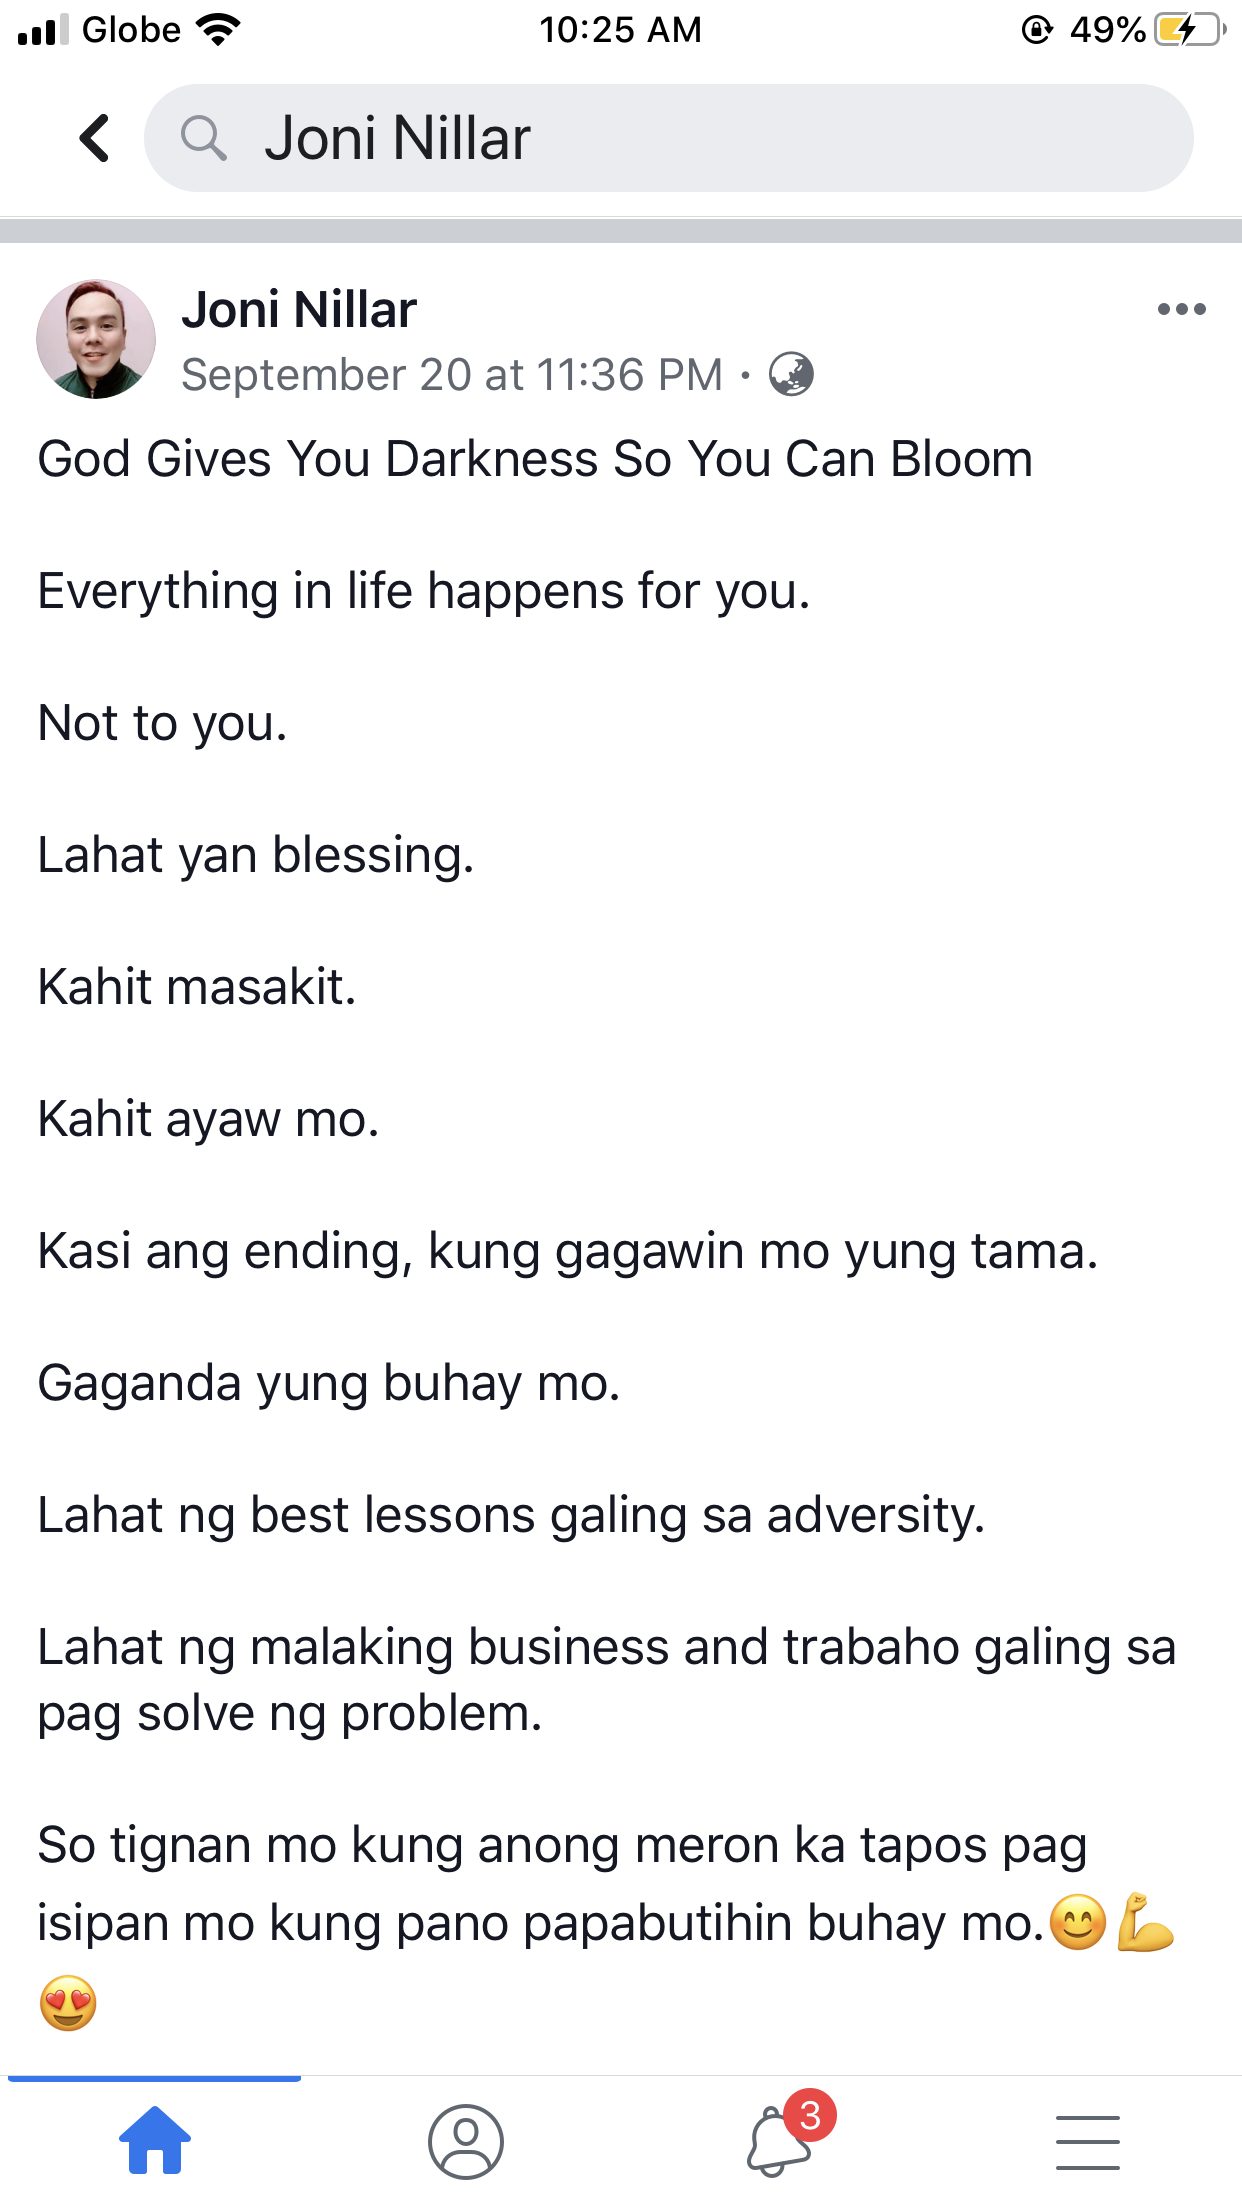 Globe 10:25 AM 49%
Joni Nillar
Joni Nillar
September 20 at 11:36 PM ·
God Gives You Darkness So You Can Bloom
Everything in life happens for you.
Not to you.
Lahat yan blessing.
Kahit masakit.
Kahit ayaw mo.
Kasi ang ending, kung gagawin mo yung tama.
Gaganda yung buhay mo.
Lahat ng best lessons galing sa adversity.
Lahat ng malaking business and trabaho galing sa
pag solve ng problem.
So tignan mo kung anong meron ka tapos pag
isipan mo kung pano papabutihin buhay mo.😊💪
😍
3